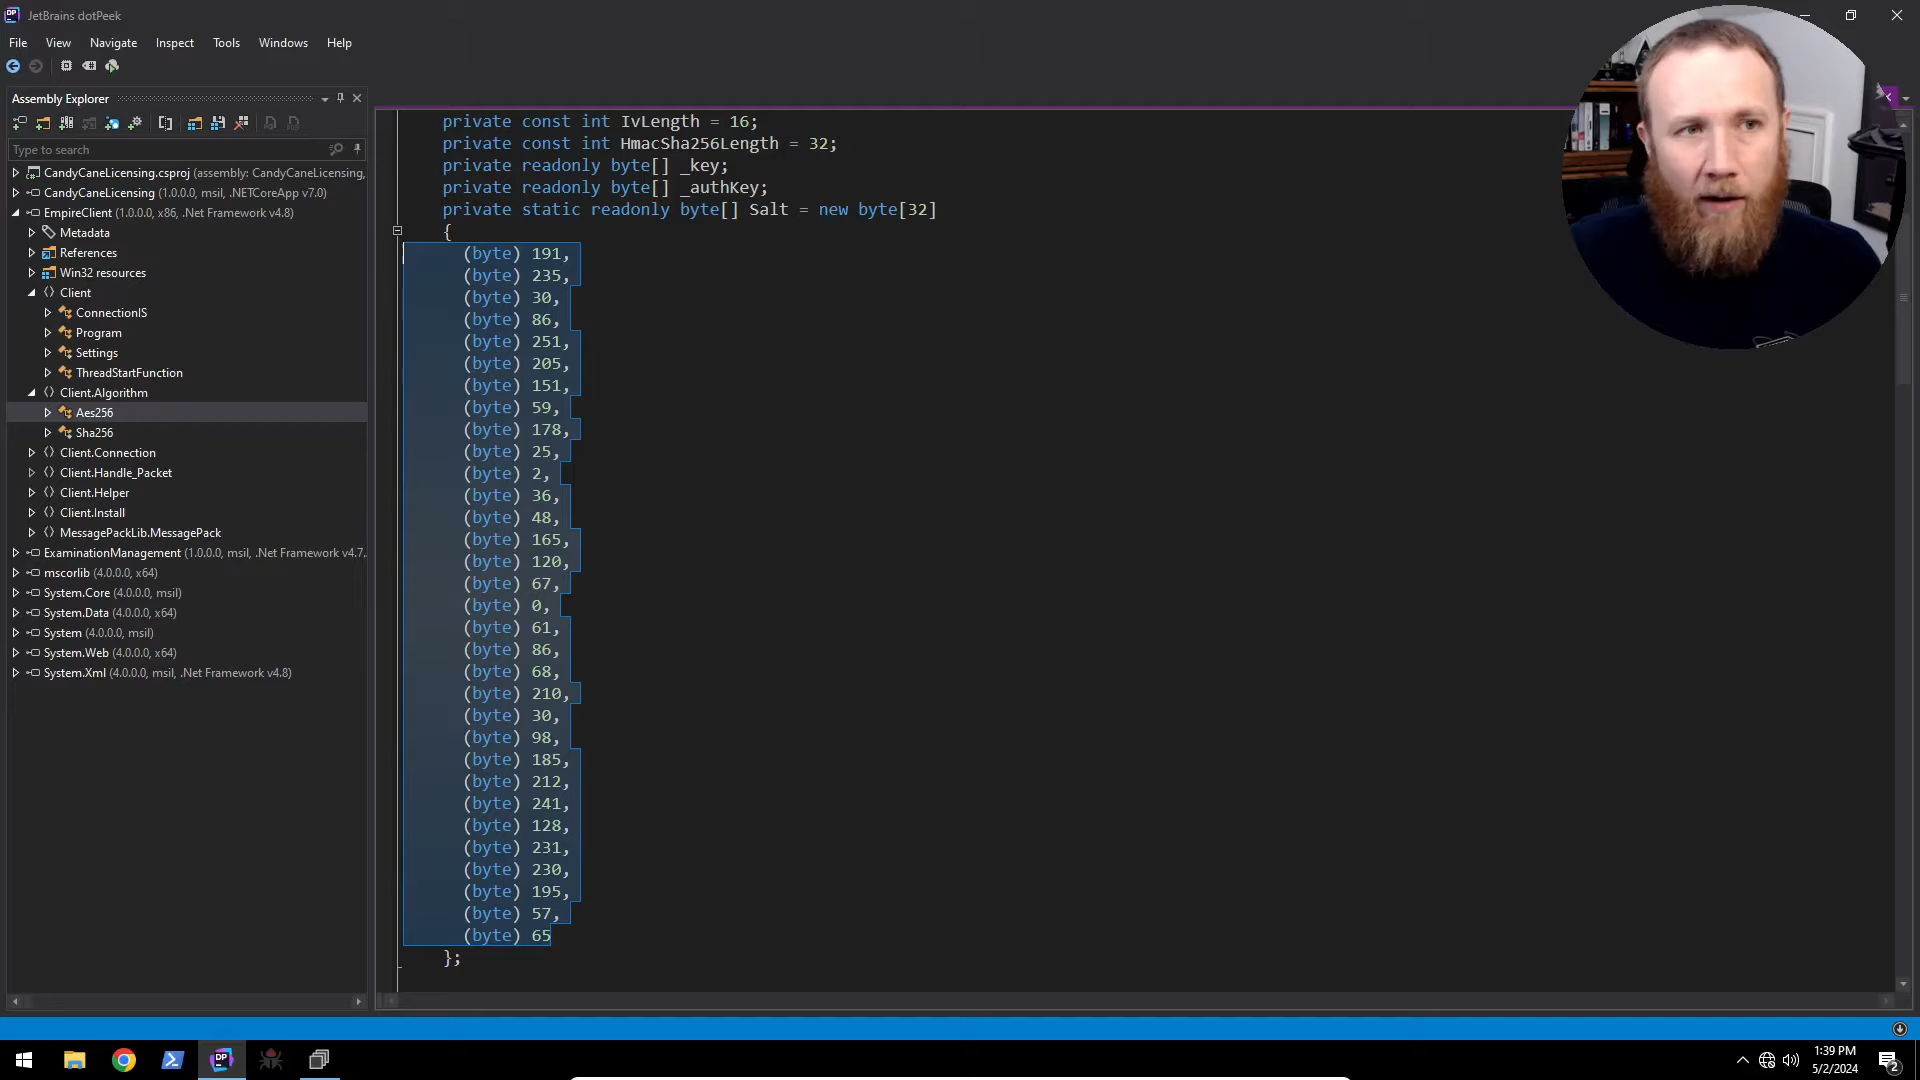 JetBrains dotPeek
File View Navigate Inspect Tools Windows Help
Assembly Explorer
Type to search
CandyCaneLicensing.csproj (assembly: CandyCaneLicensing,
CandyCaneLicensing (1.0.0.0, msil, .NETCoreApp v7.0)
EmpireClient (1.0.0.0, x86, .Net Framework v4.8)
Metadata
References
Win32 resources
Client
ConnectionIS
Program
Settings
ThreadStartFunction
Client.Algorithm
Aes256
Sha256
Client.Connection
Client.Handle_Packet
Client.Helper
Client.Install
MessagePackLib.MessagePack
ExaminationManagement (1.0.0.0, msil, .Net Framework v4.7.
mscorlib (4.0.0.0, x64)
System.Core (4.0.0.0, msil)
System.Data (4.0.0.0, x64)
System (4.0.0.0, msil)
System.Web (4.0.0.0, x64)
System.Xml (4.0.0.0, msil, .Net Framework v4.8)
private const int IvLength = 16;
private const int HmacSha256Length = 32;
private readonly byte[] _key;
private readonly byte[] _authKey;
private static readonly byte[] Salt = new byte[32]
{
(byte) 191,
(byte) 235,
(byte) 30,
(byte) 86,
(byte) 251,
(byte) 205,
(byte) 151,
(byte) 59,
(byte) 178,
(byte) 25,
(byte) 2,
(byte) 36,
(byte) 48,
(byte) 165,
(byte) 120,
(byte) 67,
(byte) 0,
(byte) 61,
(byte) 86,
(byte) 68,
(byte) 210,
(byte) 30,
(byte) 98,
(byte) 185,
(byte) 212,
(byte) 241,
(byte) 128,
(byte) 231,
(byte) 230,
(byte) 195,
(byte) 57,
(byte) 65
};
DP
1:39 PM
5/2/2024
2